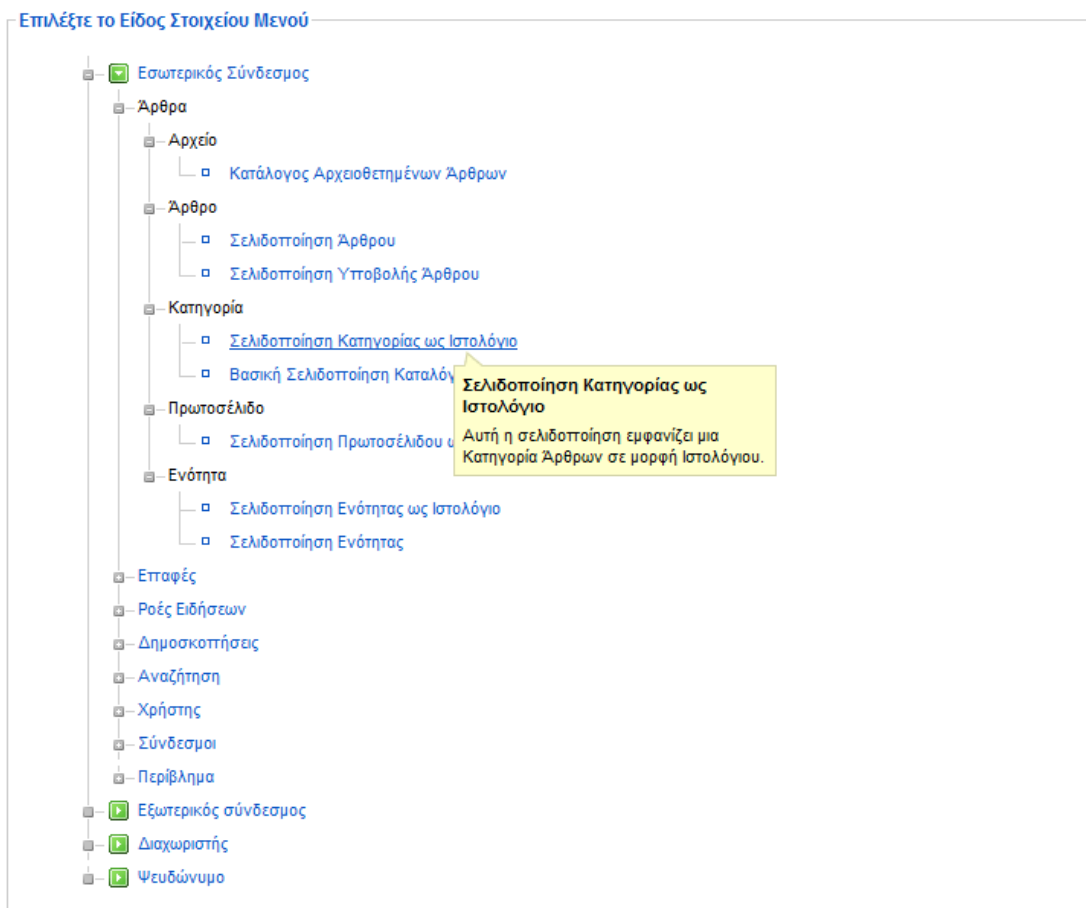 Επιλέξτε το Είδος Στοιχείου Μενού
Εσωτερικός Σύνδεσμος
Άρθρα
Αρχείο
Κατάλογος Αρχειοθετημένων Άρθρων
Άρθρο
Σελιδοποίηση Άρθρου
Σελιδοποίηση Υποβολής Άρθρου
Κατηγορία
Σελιδοποίηση Κατηγορίας ως Ιστολόγιο
Βασική Σελιδοποίηση
Σελιδοποίηση Κατηγορίας ως
Ιστολόγιο
Αυτή η σελιδοποίηση εμφανίζει μια
Κατηγορία Άρθρων σε μορφή Ιστολόγιου.
Πρωτοσέλιδο
Σελιδοποίηση Πρωτοσέλιδου
Ενότητα
Σελιδοποίηση Ενότητας ως Ιστολόγιο
Σελιδοποίηση Ενότητας
Επαφές
Ροές Ειδήσεων
Δημοσκοπήσεις
Αναζήτηση
Χρήστης
Σύνδεσμοι
Περίβλημα
Εξωτερικός σύνδεσμος
Διαχωριστής
Ψευδώνυμο